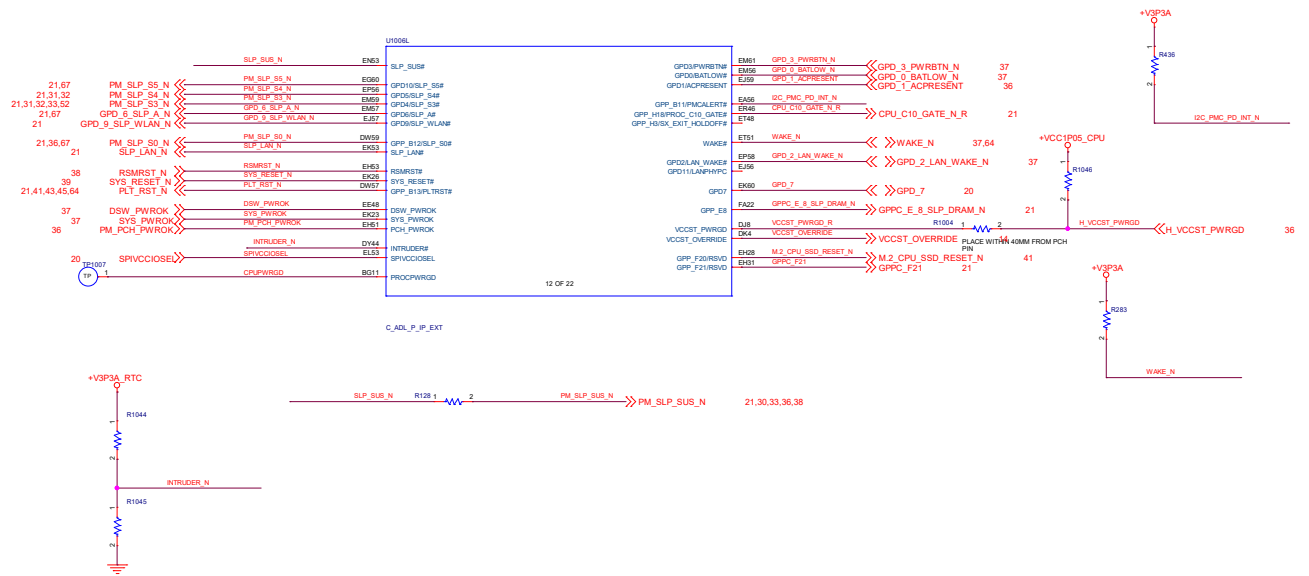 +V3P3A
R436
1
2
I2C_PMC_PD_INT_N
U1006L
SLP_SUS_N EN53 SLP_SUS#
21,67 PM_SLP_S5_N PM_SLP_S5_N EG60 GPD10/SLP_S5#
21,31,32 PM_SLP_S4_N PM_SLP_S4_N EP56 GPD5/SLP_S4#
21,31,32,33,52 PM_SLP_S3_N PM_SLP_S3_N EM59 GPD4/SLP_S3#
21,67 GPD_6_SLP_A_N GPD_6_SLP_A_N EM57 GPD6/SLP_A#
21 GPD_9_SLP_WLAN_N GPD_9_SLP_WLAN_N EJ57 GPD9/SLP_WLAN#
21,36,67 PM_SLP_S0_N PM_SLP_S0_N DW59 GPP_B12/SLP_S0#
21 SLP_LAN_N SLP_LAN_N EK53 SLP_LAN#
38 RSMRST_N RSMRST_N EH53 RSMRST#
39 SYS_RESET_N SYS_RESET_N EK26 SYS_RESET#
21,41,43,45,64 PLT_RST_N PLT_RST_N DW57 GPP_B13/PLTRST#
37 DSW_PWROK DSW_PWROK EE48 DSW_PWROK
37 SYS_PWROK SYS_PWROK EK23 SYS_PWROK
36 PM_PCH_PWROK PM_PCH_PWROK EH51 PCH_PWROK
INTRUDER_N DY44 INTRUDER#
20 SPIVCCIOSEL SPIVCCIOSEL EL53 SPIVCCIOSEL
TP1007
TP 1 CPUPWRGD BG11 PROCPWRGD
12 OF 22
C_ADL_P_IP_EXT
GPD3/PWRBTN# EM61 GPD_3_PWRBTN_N GPD_3_PWRBTN_N 37
GPD0/BATLOW# EM56 GPD_0_BATLOW_N GPD_0_BATLOW_N 37
GPD1/ACPRESENT EJ59 GPD_1_ACPRESENT GPD_1_ACPRESENT 36
GPP_B11/PMCALERT# EA56 I2C_PMC_PD_INT_N
GPP_H18/PROC_C10_GATE# ER46 CPU_C10_GATE_N_R CPU_C10_GATE_N_R 21
GPP_H3/SX_EXIT_HOLDOFF# ET48
WAKE# ET51 WAKE_N WAKE_N 37,64
GPD2/LAN_WAKE# EP58 GPD_2_LAN_WAKE_N GPD_2_LAN_WAKE_N 37
GPD11/LANPHYPC EJ56
GPD7 EK60 GPD_7 GPD_7 20
GPP_E8 FA22 GPPC_E_8_SLP_DRAM_N GPPC_E_8_SLP_DRAM_N 21
VCCST_PWRGD DJ8 VCCST_PWRGD_R R1004 1 2 H_VCCST_PWRGD H_VCCST_PWRGD 36
VCCST_OVERRIDE DK4 VCCST_OVERRIDE VCCST_OVERRIDE 14
PLACE WITHIN 40MM FROM PCH
PIN
GPP_F20/RSVD EH28 M.2_CPU_SSD_RESET_N M.2_CPU_SSD_RESET_N 41
GPP_F21/RSVD EH31 GPPC_F21 GPPC_F21 21
+VCC1P05_CPU
1
R1046
2
+V3P3A
1
R283
2
WAKE_N
+V3P3A_RTC
1
R1044
2
INTRUDER_N
1
R1045
2
SLP_SUS_N R128 1 2 PM_SLP_SUS_N PM_SLP_SUS_N 21,30,33,36,38